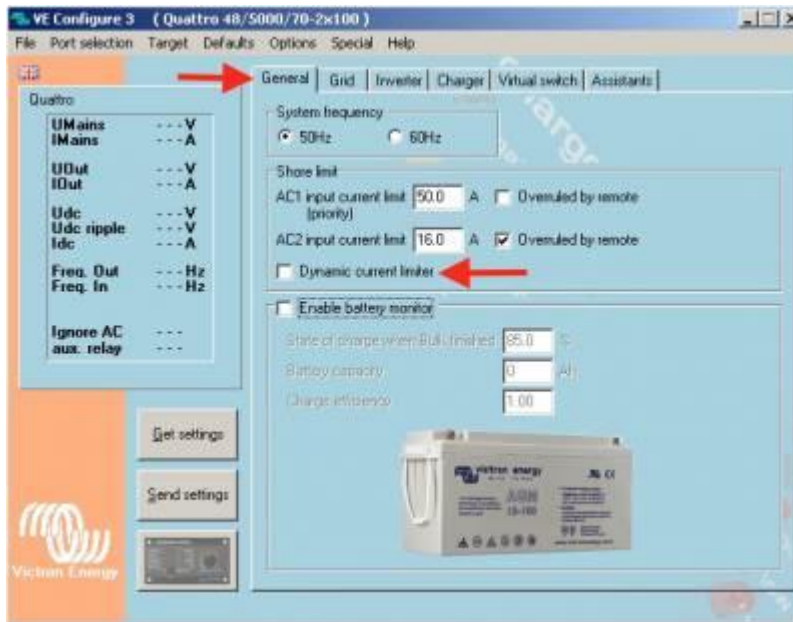 VE Configure 3 ( Quattro 48/5000/70-2x100 )
File Port selection Target Defaults Options Special Help
General Grid Inverter Charger Virtual switch Assistants
Quattro
UMains ---V
IMains ---A
UOut ---V
IOut ---A
Udc ---V
Udc ripple ---V
Idc ---A
Freq. Out ---Hz
Freq. In ---Hz
Ignore AC ---
aux. relay ---
Get settings
Send settings
Victron Energy
System frequency
50Hz 60Hz
Shore limit
AC1 input current limit 50.0 A Overruled by remote
(priority)
AC2 input current limit 16.0 A Overruled by remote
Dynamic current limiter
Enable battery monitor
State of charge when Bulk finished 85.0 %
Battery capacity 0 Ah
Charge efficiency 1.00
victron energy